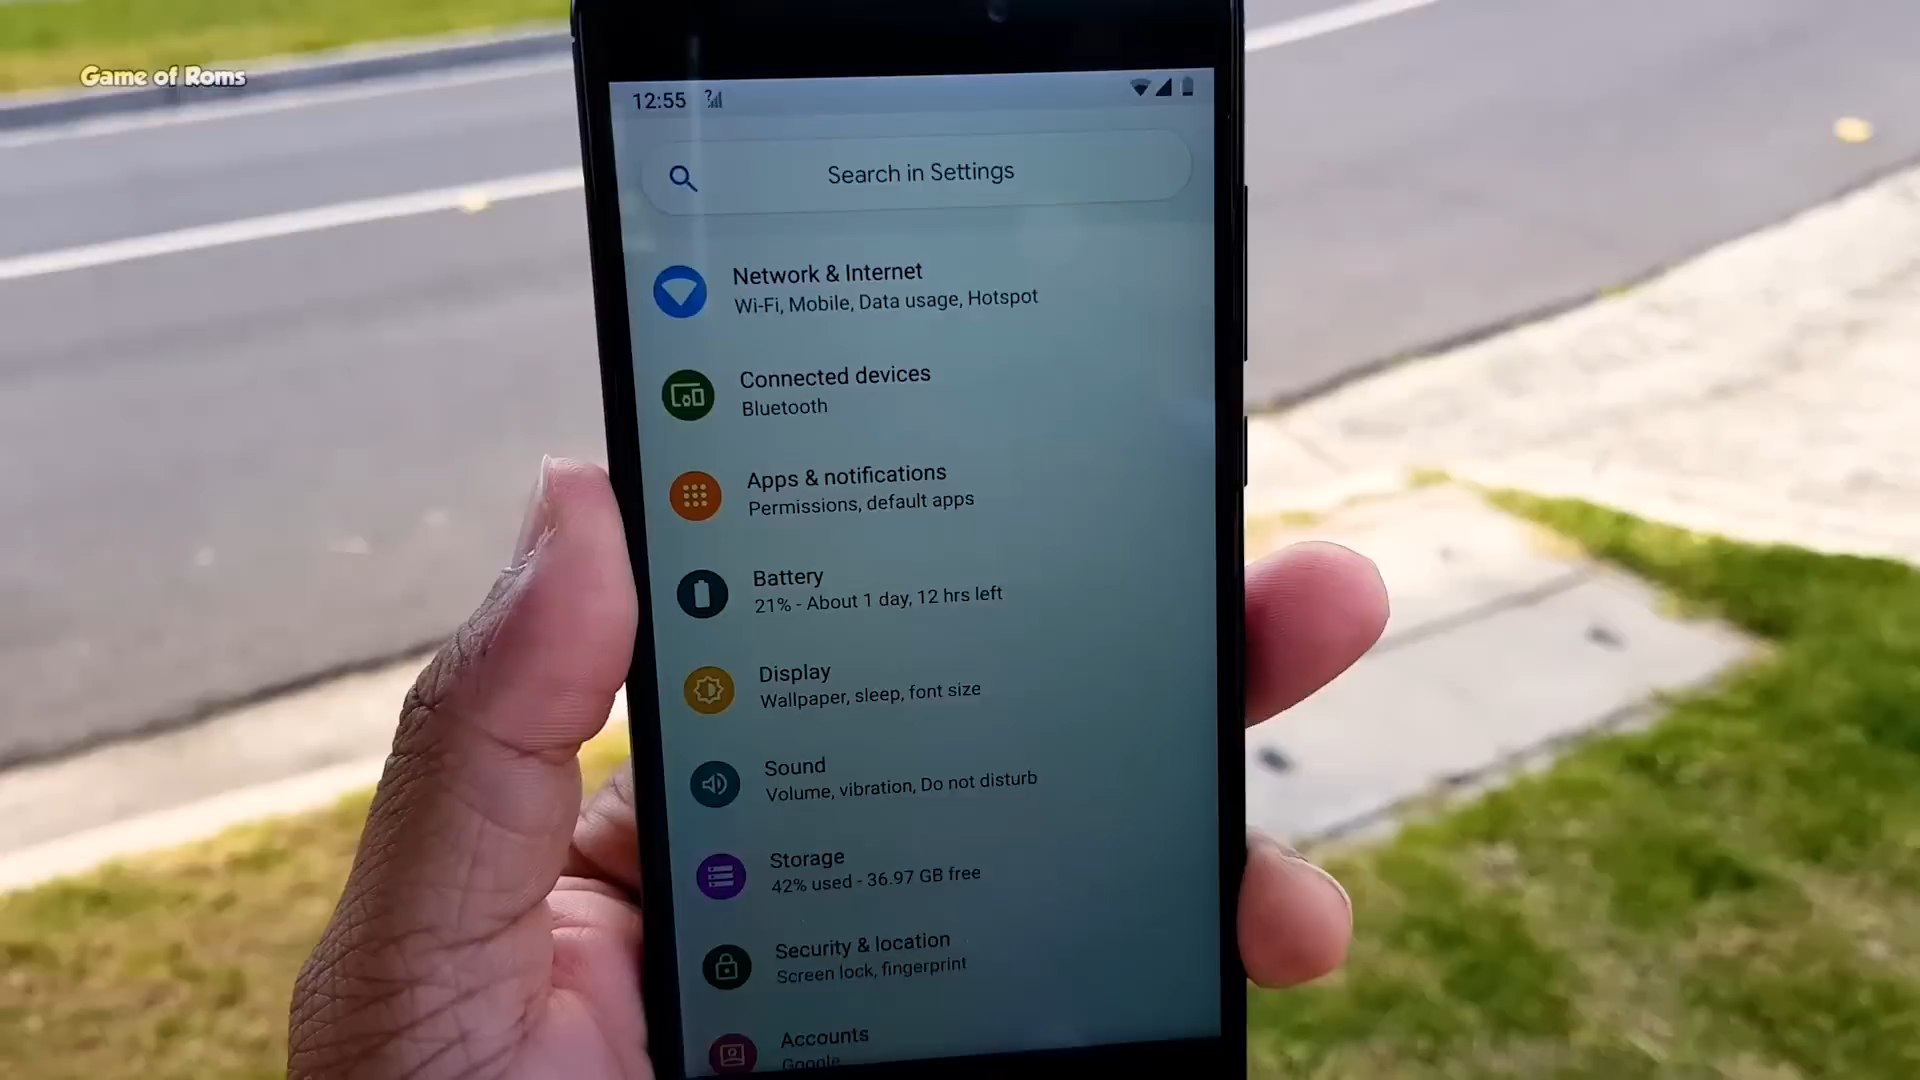 Game of Roms
12:55
Search in Settings
Network & Internet
Wi-Fi, Mobile, Data usage, Hotspot
Connected devices
Bluetooth
Apps & notifications
Permissions, default apps
Battery
21% - About 1 day, 12 hrs left
Display
Wallpaper, sleep, font size
Sound
Volume, vibration, Do not disturb
Storage
42% used - 36.97 GB free
Security & location
Screen lock, fingerprint
Accounts
Google